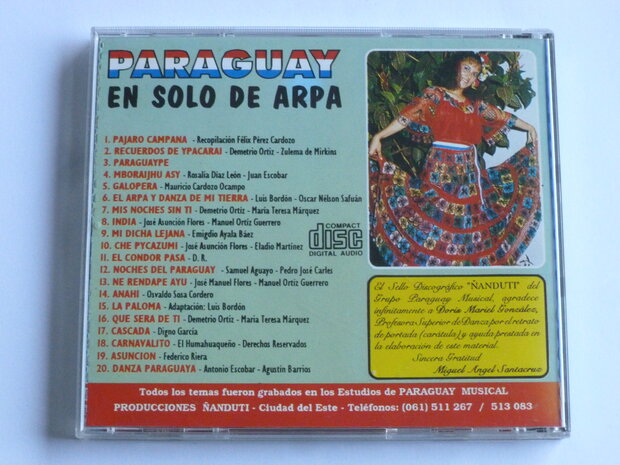 PARAGUAY
EN SOLO DE ARPA
1. PAJARO CAMPANA - Recopilación Félix Pérez Cardozo
2. RECUERDOS DE YPACARAI - Demetrio Ortiz - Zulema de Mirkins
3. PARAGUAYPE
4. MBORAIJHU ASY - Rosalia Díaz León - Juan Escobar
5. GALOPERA - Mauricio Cardozo Ocampo
6. EL ARPA Y DANZA DE MI TIERRA - Luis Bordón - Oscar Nélson Safuán
7. MIS NOCHES SIN TI - Demetrio Ortiz - Maria Teresa Márquez
8. INDIA - José Asunción Flores - Manuel Ortiz Guerrero
9. MI DICHA LEJANA - Emigdio Ayala Báez
10. CHE PYCAZUMI - José Asunción Flores - Eladio Martinez
11. EL CONDOR PASA - D. R.
12. NOCHES DEL PARAGUAY - Samuel Aguayo - Pedro José Carles
13. NE RENDAPE AYU - José Manuel Flores - Manuel Ortiz Guerrero
14. ANAHI - Osvaldo Sosa Cordero
15. LA PALOMA - Adaptación: Luis Bordón
16. QUE SERA DE TI - Demetrio Ortiz - Maria Teresa Márquez
17. CASCADA - Digno García
18. CARNAVALITO - El Humahuaqueño - Derechos Reservados
19. ASUNCION - Federico Riera
20. DANZA PARAGUAYA - Antonio Escobar - Agustín Barrios
COMPACT
disc
DIGITAL AUDIO
El Sello Discográfico "ÑANDUTI" del
Grupo Paraguay Musical, agradece
infinitamente a Doris Mariel González,
Profesora Superior de Danza por el retrato
de portada (carátula) y ayuda prestada en
la elaboración de este material.
Sincera Gratitud
Miguel Angel Santacruz
Todos los temas fueron grabados en los Estudios de PARAGUAY MUSICAL
PRODUCCIONES ÑANDUTI - Ciudad del Este - Teléfonos: (061) 511 267 / 513 083